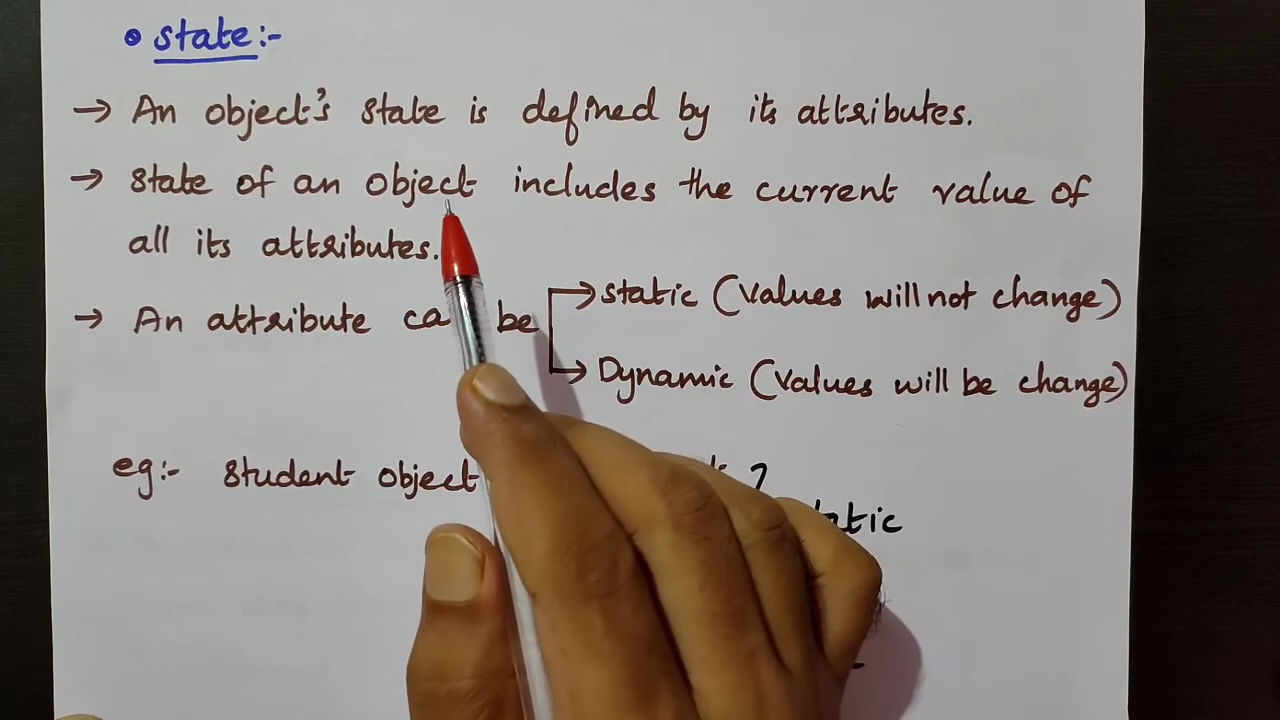 • state:-
→ An object's state is defined by its attributes.
→ State of an object includes the current value of
all its attributes.
→ An attribute ca be
→ static (values will not change)
→ Dynamic (values will be change)
eg:- student object